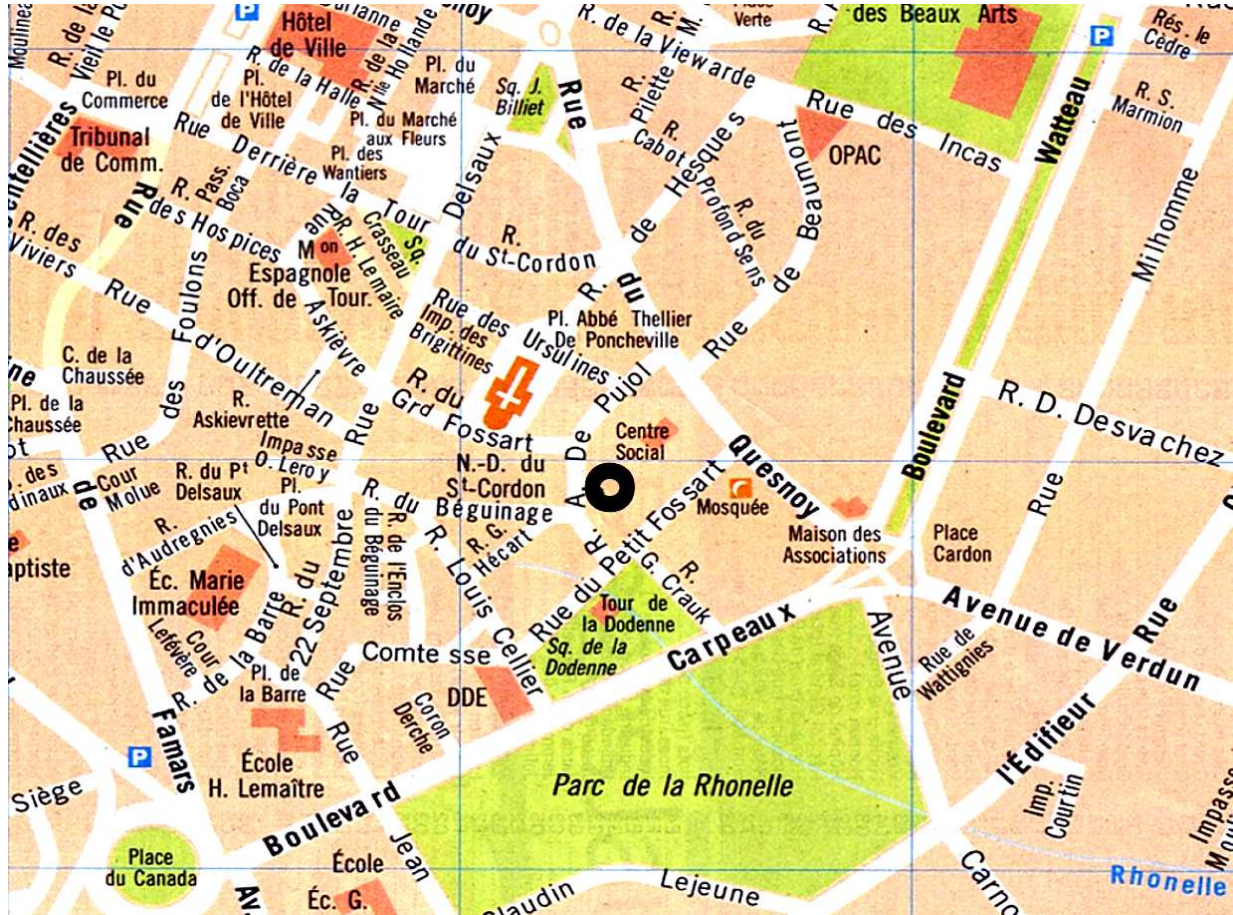 P
Hôtel
de Ville
R. de la Viewarde
Verte
des Beaux Arts
P
Rés. le
Cèdre
R. de la
Vieil le
Pl. du
Commerce
Pl.
de l'Hôtel
de Ville
R. de la Halle
R. de la
Nlle Hollande
Pl. du
Marché
Sq. J.
Billiet
Rue
R.
Pilette
Pl. du Marché
aux Fleurs
Pl. des
Wantiers
Tribunal
de Comm.
Rue Derrière la Tour
Delsaux
R.
Cabot
R. de Hesques
Profond Sens
R. du
Rue des Incas
OPAC
Watteau
R. S.
Marmion
Milhomme
Rue
R.
des Hospices
Pass.
Boca
Rue
Askièvre
R. H. Lemaire
Crasseau
Sq.
Mon
Espagnole
Off. de Tour.
R.
du St-Cordon
du
Rue de Beaumont
R. des
Viviers
Rue d'Oultreman
Rue des Foulons
Rue des
Ursulines
Imp. des
Brigittines
Pl. Abbé Thellier
De Poncheville
C. de la
Chaussée
Pl. de la
Chaussée
R.
Askievrette
Rue
R. du
Grd Fossart
R. A. De Pujol
Centre
Social
Quesnoy
Boulevard
R. D. Desvachez
Impasse
O. Leroy
N.-D. du
St-Cordon
Mosquée
Cour
Molue
R. du Pt
Delsaux
Pl.
du Pont
Delsaux
R. du
Béguinage
Maison des
Associations
Place
Cardon
Rue
de
Famars
R.
d'Audregnies
R. de l'Enclos
du Béguinage
R. G.
Hécart
Rue du Petit Fossart
R.
G. Crauk
Éc. Marie
Immaculée
R. du
22 Septembre
R. Louis Cellier
Tour de
la Dodenne
Sq. de la
Dodenne
Avenue de Verdun
Cour
Lefévère
R. de la Barre
Pl. de
la Barre
Rue Comtesse
DDE
Coron
Derche
Boulevard Carpeaux
Avenue
Rue de
Wattignies
Rue
l'Édifieur
P
École
H. Lemaître
Parc de la Rhonelle
Imp.
Courtin
Impasse
Siège
Rue
Jean
Place
du Canada
École
Éc. G.
Lejeune
Rhonelle